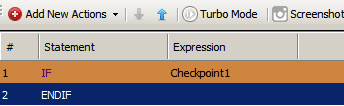 Add New Actions Turbo Mode Screenshot
# Statement Expression
1 IF Checkpoint1
2 ENDIF